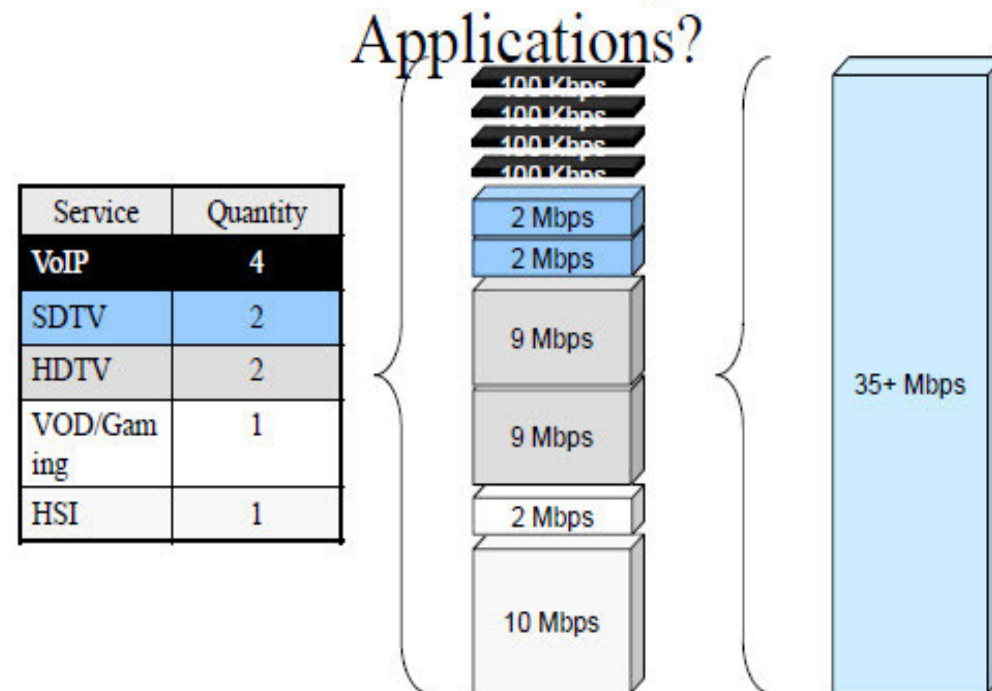 Applications?
100 Kbps
100 Kbps
100 Kbps
100 Kbps
Service Quantity
VoIP 4
SDTV 2
HDTV 2
VOD/Gam 1
ing
HSI 1
2 Mbps
2 Mbps
9 Mbps
9 Mbps
2 Mbps
10 Mbps
35+ Mbps